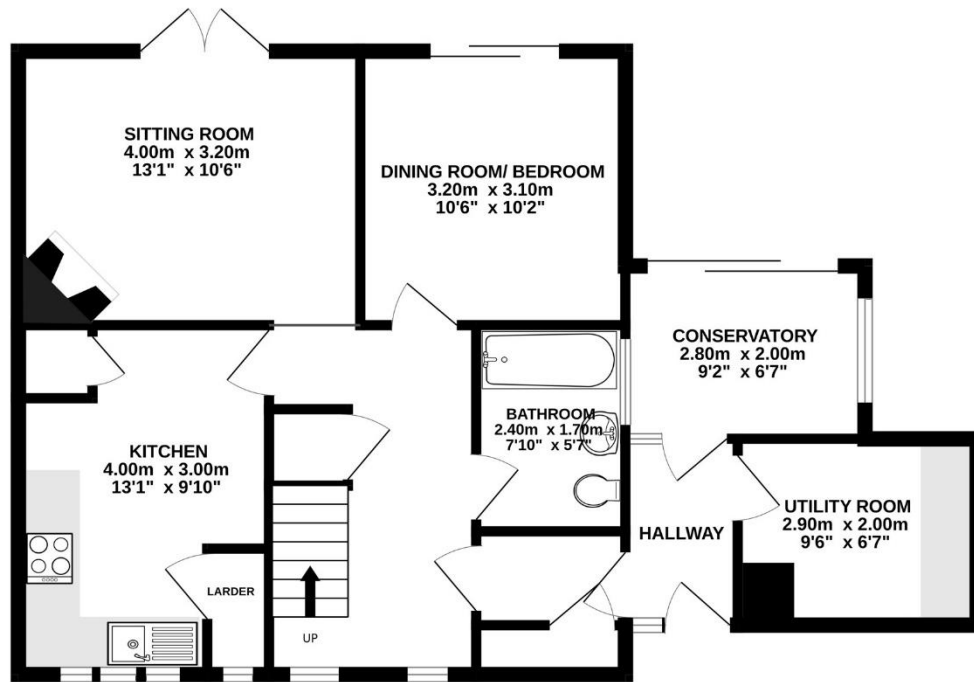 SITTING ROOM
4.00m x 3.20m
13'1" x 10'6"
DINING ROOM/ BEDROOM
3.20m x 3.10m
10'6" x 10'2"
CONSERVATORY
2.80m x 2.00m
9'2" x 6'7"
BATHROOM
2.40m x 1.70m
7'10" x 5'7"
KITCHEN
4.00m x 3.00m
13'1" x 9'10"
UTILITY ROOM
2.90m x 2.00m
9'6" x 6'7"
HALLWAY
LARDER
UP